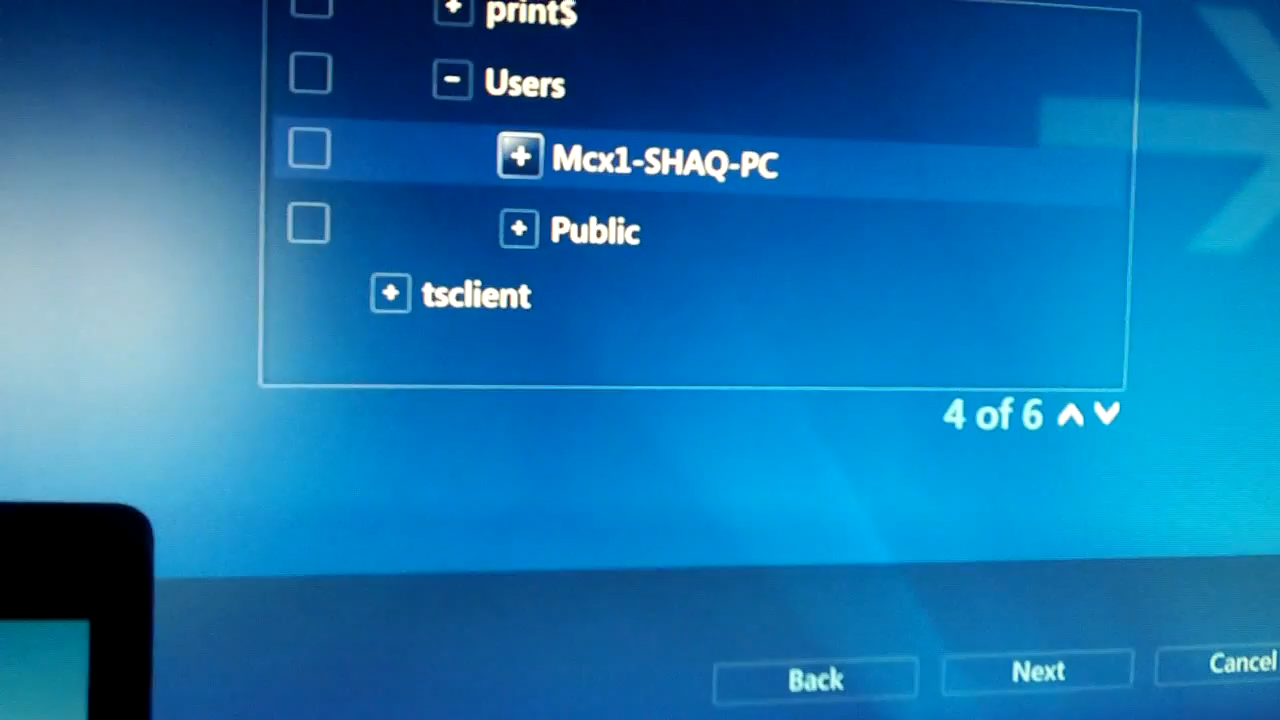 print$
Users
Mcx1-SHAQ-PC
Public
tsclient
4 of 6
Back
Next
Cancel